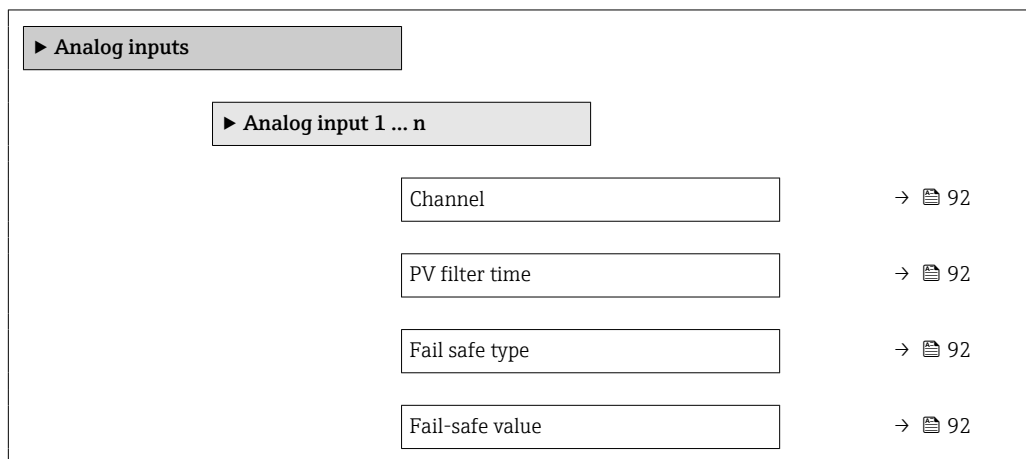 ▶ Analog inputs
▶ Analog input 1 … n
Channel → 92
PV filter time → 92
Fail safe type → 92
Fail-safe value → 92